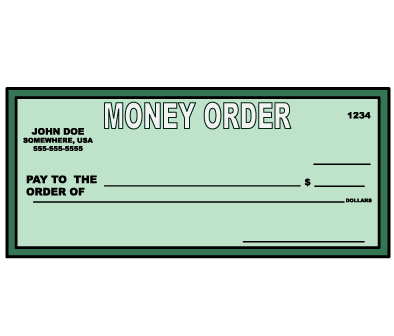 MONEY ORDER
1234
JOHN DOE
SOMEWHERE, USA
555-555-5555
PAY TO THE
ORDER OF $
DOLLARS